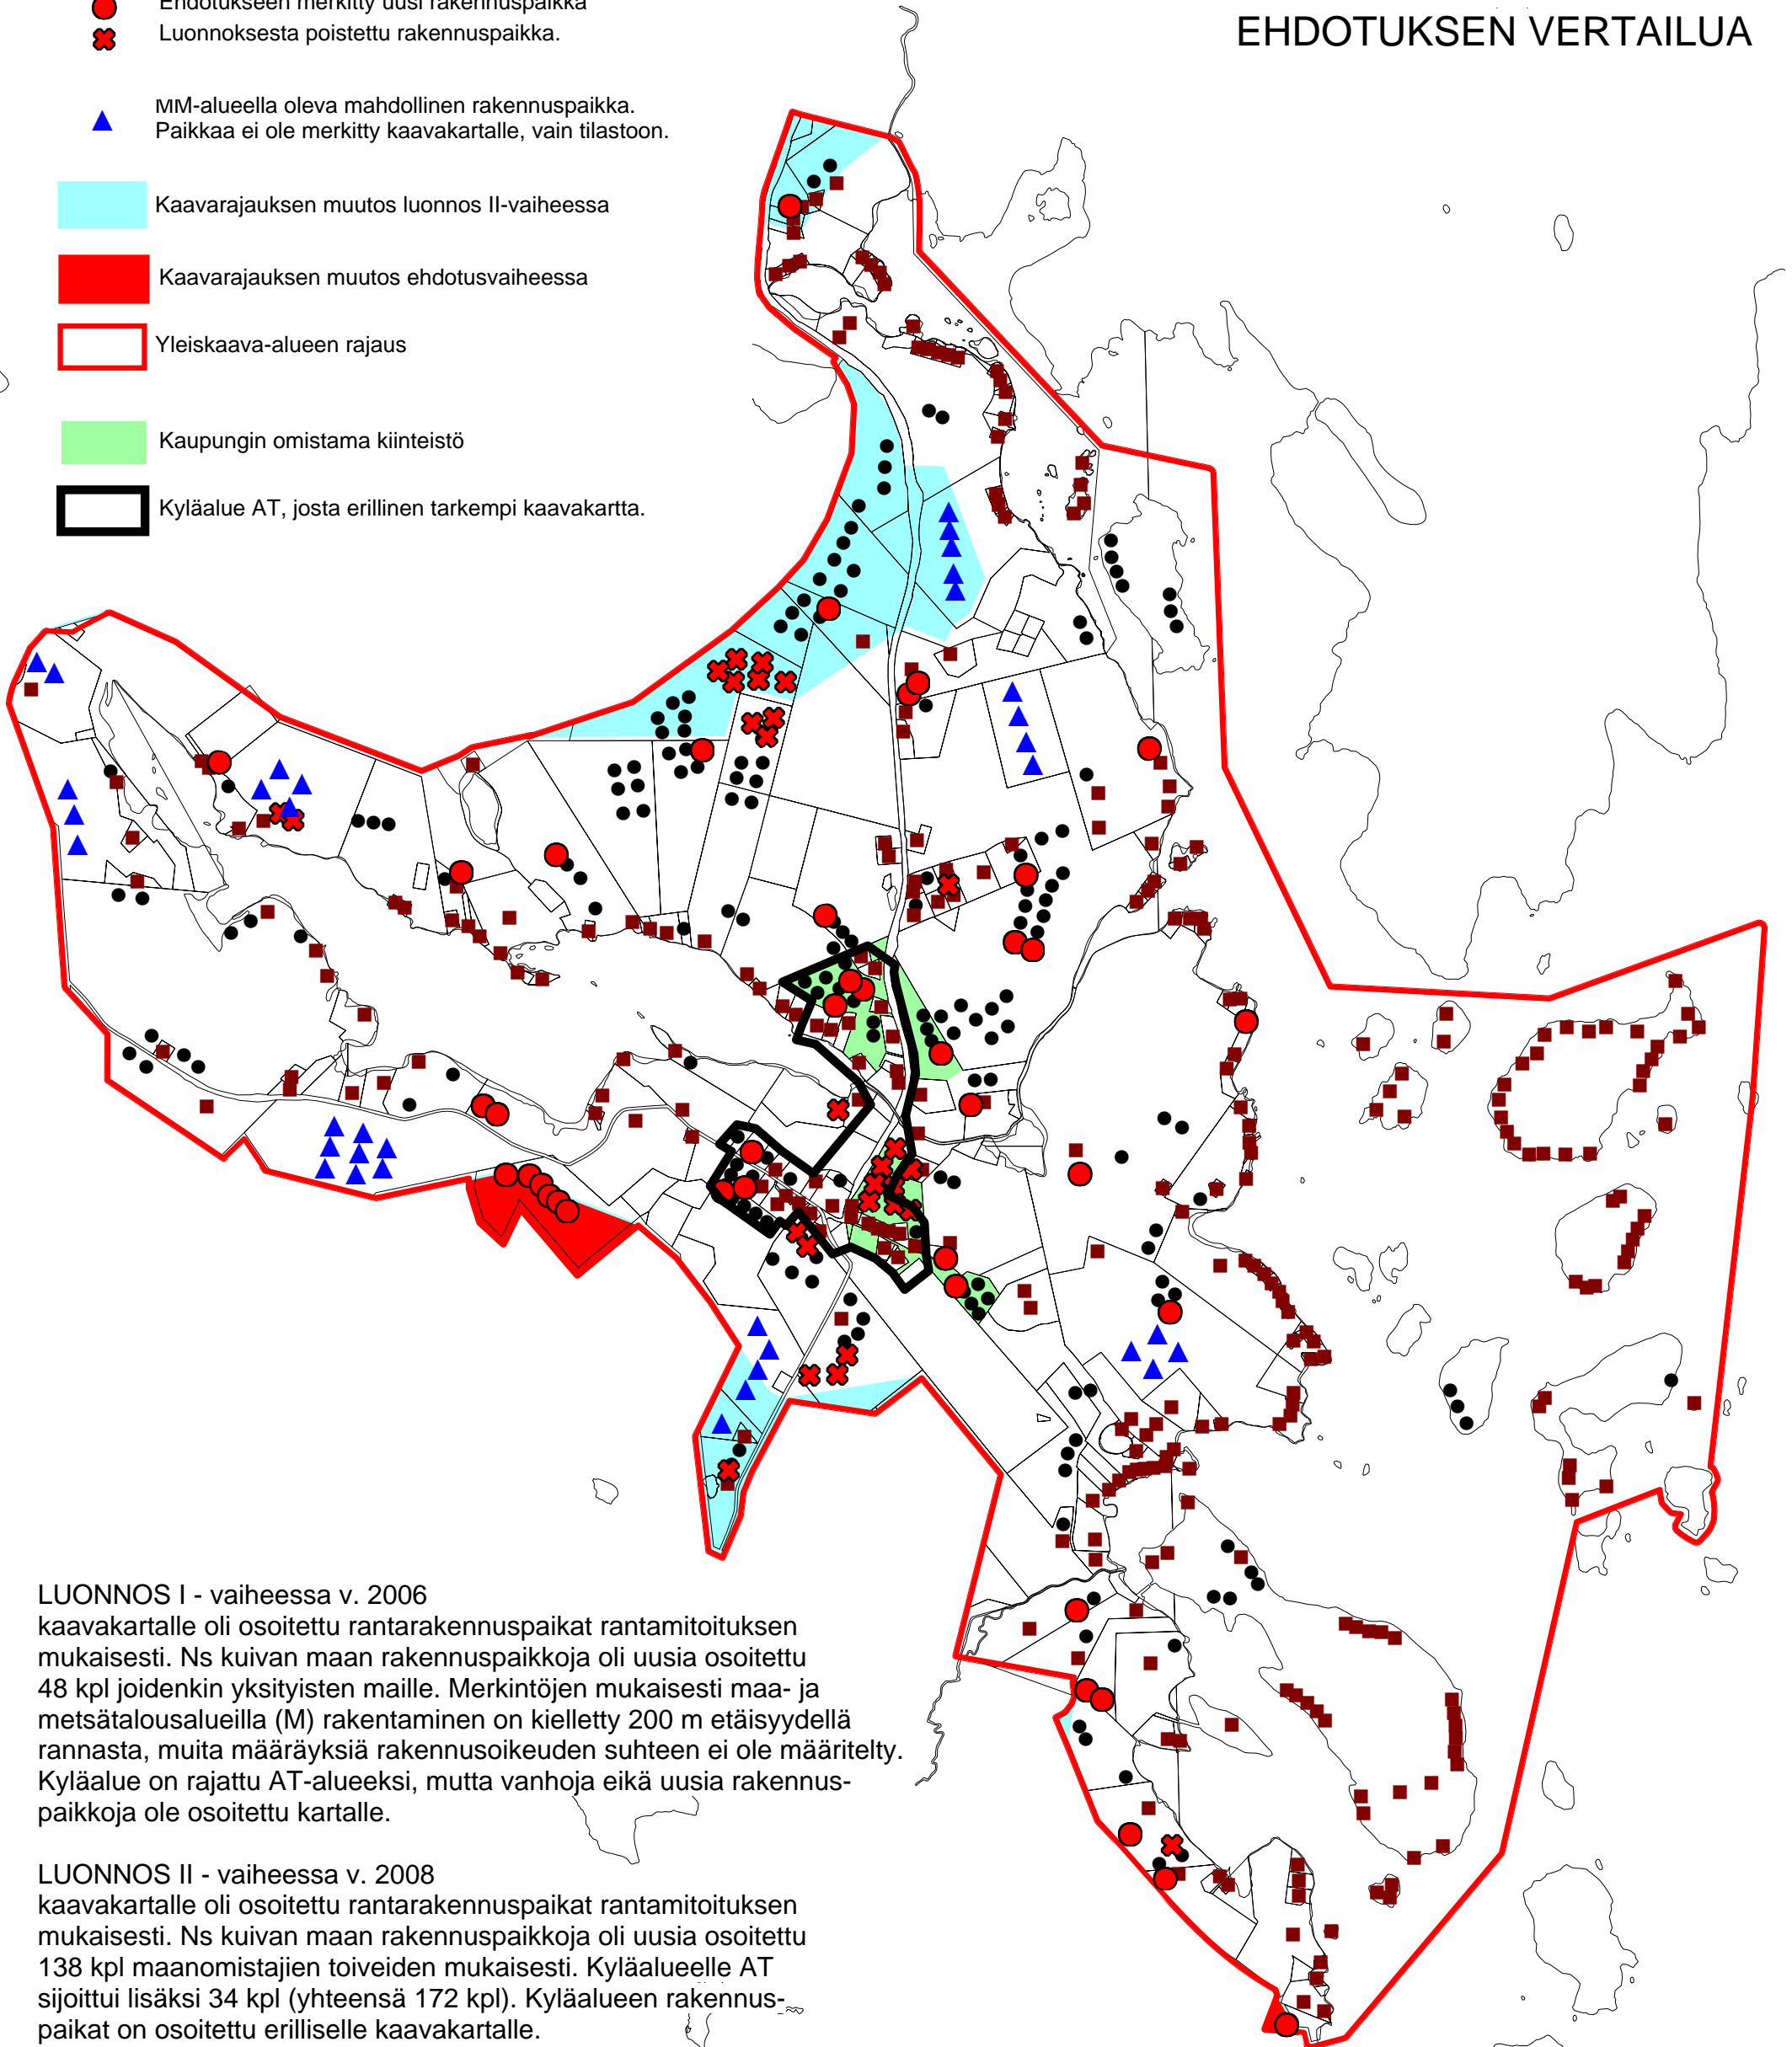 Ehdotukseen merkitty uusi rakennuspaikka
EHDOTUKSEN VERTAILUA
Luonnoksesta poistettu rakennuspaikka.
MM-alueella oleva mahdollinen rakennuspaikka.
Paikkaa ei ole merkitty kaavakartalle, vain tilastoon.
Kaavarajauksen muutos luonnos II-vaiheessa
Kaavarajauksen muutos ehdotusvaiheessa
Yleiskaava-alueen rajaus
Kaupungin omistama kiinteistö
Kyläalue AT, josta erillinen tarkempi kaavakartta.
LUONNOS I - vaiheessa v. 2006
kaavakartalle oli osoitettu rantarakennuspaikat rantamitoituksen
mukaisesti. Ns kuivan maan rakennuspaikkoja oli uusia osoitettu
48 kpl joidenkin yksityisten maille. Merkintöjen mukaisesti maa- ja
metsätalousalueilla (M) rakentaminen on kielletty 200 m etäisyydellä
rannasta, muita määräyksiä rakennusoikeuden suhteen ei ole määritelty.
Kyläalue on rajattu AT-alueeksi, mutta vanhoja eikä uusia rakennus-
paikkoja ole osoitettu kartalle.
LUONNOS II - vaiheessa v. 2008
kaavakartalle oli osoitettu rantarakennuspaikat rantamitoituksen
mukaisesti. Ns kuivan maan rakennuspaikkoja oli uusia osoitettu
138 kpl maanomistajien toiveiden mukaisesti. Kyläalueelle AT
sijoittui lisäksi 34 kpl (yhteensä 172 kpl). Kyläalueen rakennus-
paikat on osoitettu erilliselle kaavakartalle.